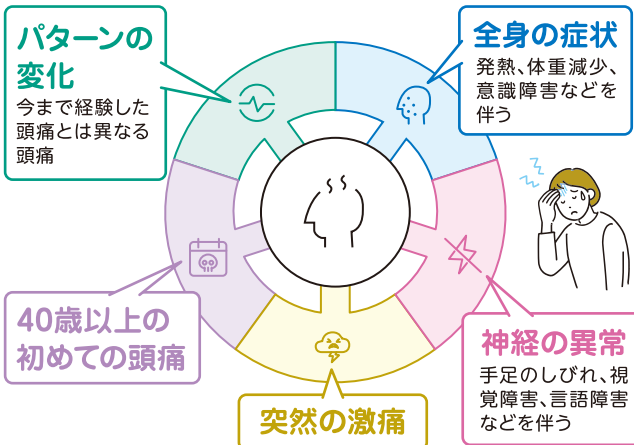 パターンの
変化
今まで経験した
頭痛とは異なる
頭痛
全身の症状
発熱、体重減少、
意識障害などを
伴う
神経の異常
手足のしびれ、視
覚障害、言語障害
などを伴う
突然の激痛
40歳以上の
初めての頭痛